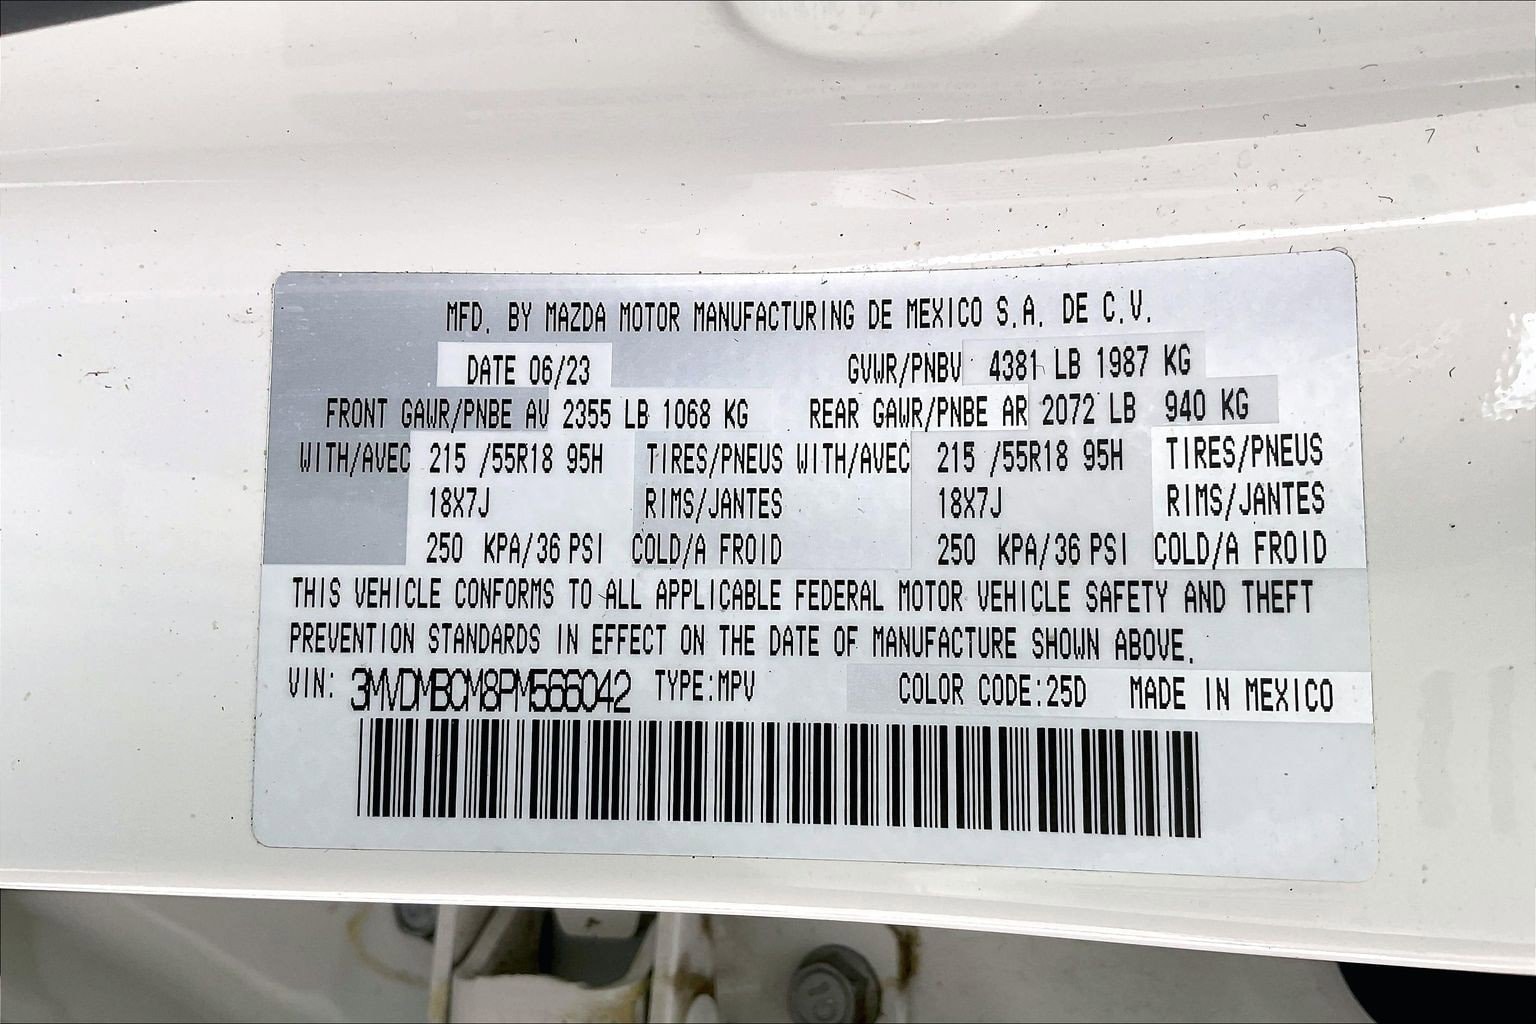 MFD. BY MAZDA MOTOR MANUFACTURING DE MEXICO S.A. DE C.V.
DATE 06/23 GVWR/PNBV 4381 LB 1987 KG
FRONT GAWR/PNBE AV 2355 LB 1068 KG REAR GAWR/PNBE AR 2072 LB 940 KG
WITH/AVEC 215 /55R18 95H TIRES/PNEUS WITH/AVEC 215 /55R18 95H TIRES/PNEUS
18X7J RIMS/JANTES 18X7J RIMS/JANTES
250 KPA/36 PSI COLD/A FROID 250 KPA/36 PSI COLD/A FROID
THIS VEHICLE CONFORMS TO ALL APPLICABLE FEDERAL MOTOR VEHICLE SAFETY AND THEFT
PREVENTION STANDARDS IN EFFECT ON THE DATE OF MANUFACTURE SHOWN ABOVE.
VIN: 3MVDMBCM8PM566042 TYPE:MPV COLOR CODE:25D MADE IN MEXICO